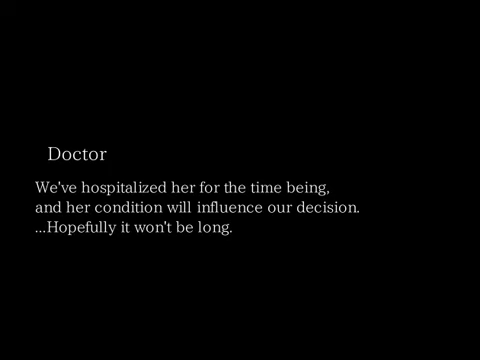 Doctor
We've hospitalized her for the time being,
and her condition will influence our decision.
...Hopefully it won't be long.